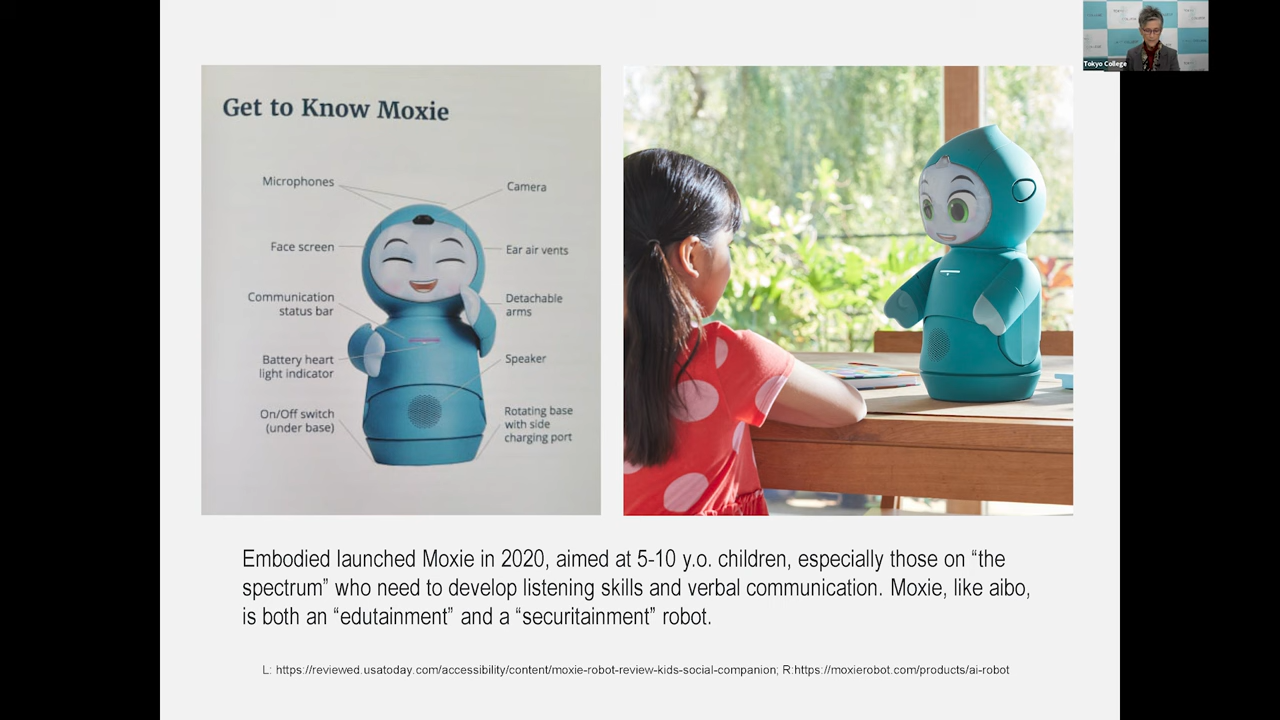 Tokyo College
Get to Know Moxie
Microphones
Camera
Face screen
Ear air vents
Communication
status bar
Detachable
arms
Battery heart
light indicator
Speaker
On/Off switch
(under base)
Rotating base
with side
charging port
Embodied launched Moxie in 2020, aimed at 5-10 y.o. children, especially those on “the
spectrum” who need to develop listening skills and verbal communication. Moxie, like aibo,
is both an “edutainment” and a “securitainment” robot.
L: https://reviewed.usatoday.com/accessibility/content/moxie-robot-review-kids-social-companion; R:https://moxierobot.com/products/ai-robot